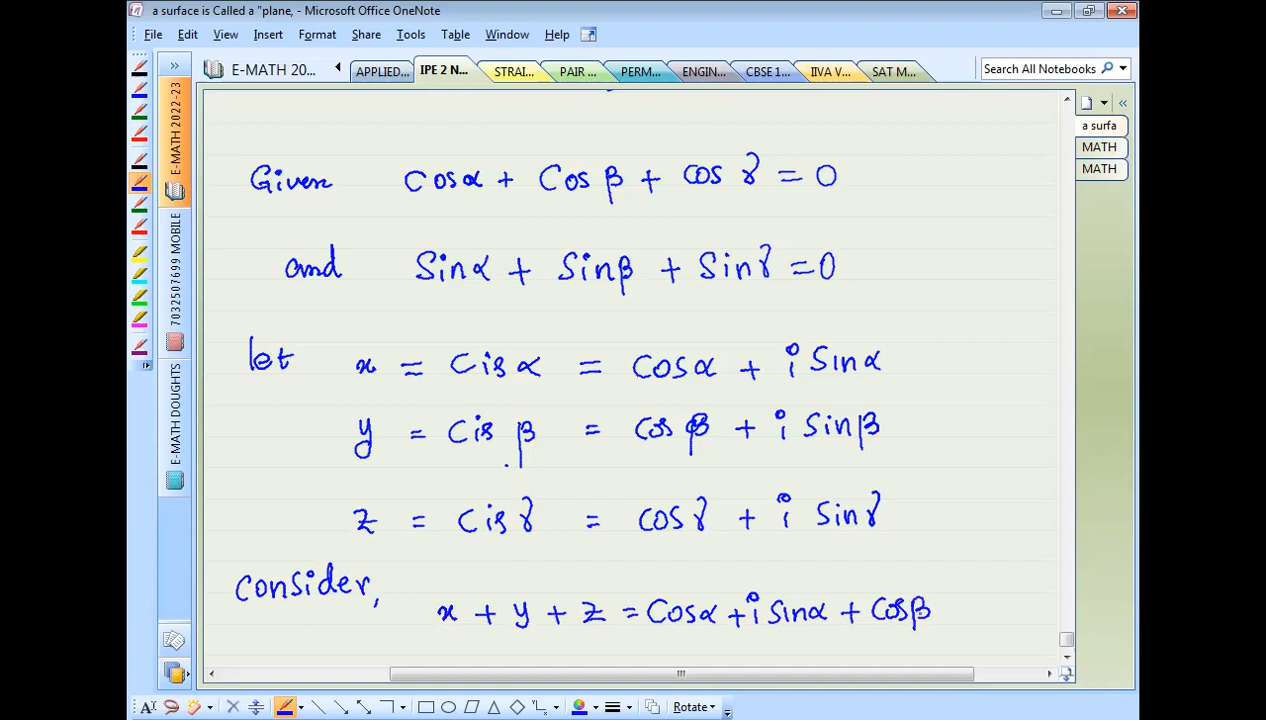 a surface is Called a "plane, - Microsoft Office OneNote
File Edit View Insert Format Share Tools Table Window Help
E-MATH 20... APPLIED... IPE 2 N... STRAI... PAIR ... PERM... ENGIN... CBSE 1... IIVA V... SAT M... Search All Notebooks
a surfa
MATH
MATH
E-MATH 2022-23
7032507699 MOBILE
E-MATH DOUGHTS
Given Cosα + Cos β + cos γ = 0
and Sinα + Sinβ + Sinγ = 0
let x = Cis α = cosα + i Sinα
y = Cis β = cos β + i Sinβ
z = Cis γ = cosγ + i Sinγ
Consider,
x + y + z = Cosα + i Sinα + Cosβ
Rotate